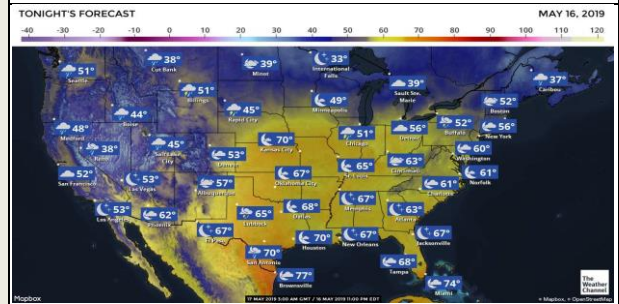 TONIGHT'S FORECAST
MAY 16, 2019
-40 -30 -20 -10 0 10 20 30 40 50 60 70 80 90 100 110 120
51°
Seattle
38°
Cut Bank
39°
Minot
33°
International
Falls
37°
Caribou
51°
Billings
39°
Sault Ste.
Marie
49°
Minneapolis
52°
Boston
44°
Boise
45°
Rapid City
48°
Medford
38°
Reno
45°
Salt Lake
City
53°
Denver
70°
Kansas City
51°
Chicago
56°
Detroit
52°
Buffalo
56°
New York
60°
Washington
52°
San Francisco
53°
Las Vegas
57°
Albuquerque
67°
Oklahoma City
65°
St. Louis
63°
Cincinnati
61°
Charlotte
61°
Norfolk
53°
Los Angeles
62°
Phoenix
65°
Lubbock
68°
Dallas
67°
Memphis
63°
Atlanta
67°
El Paso
70°
San Antonio
70°
Houston
67°
New Orleans
67°
Jacksonville
77°
Brownsville
68°
Tampa
74°
Miami
The
Weather
Channel
Mapbox
17 MAY 2019 3:00 AM GMT / 16 MAY 2019 11:00 PM EDT
© Mapbox, © OpenStreetMap